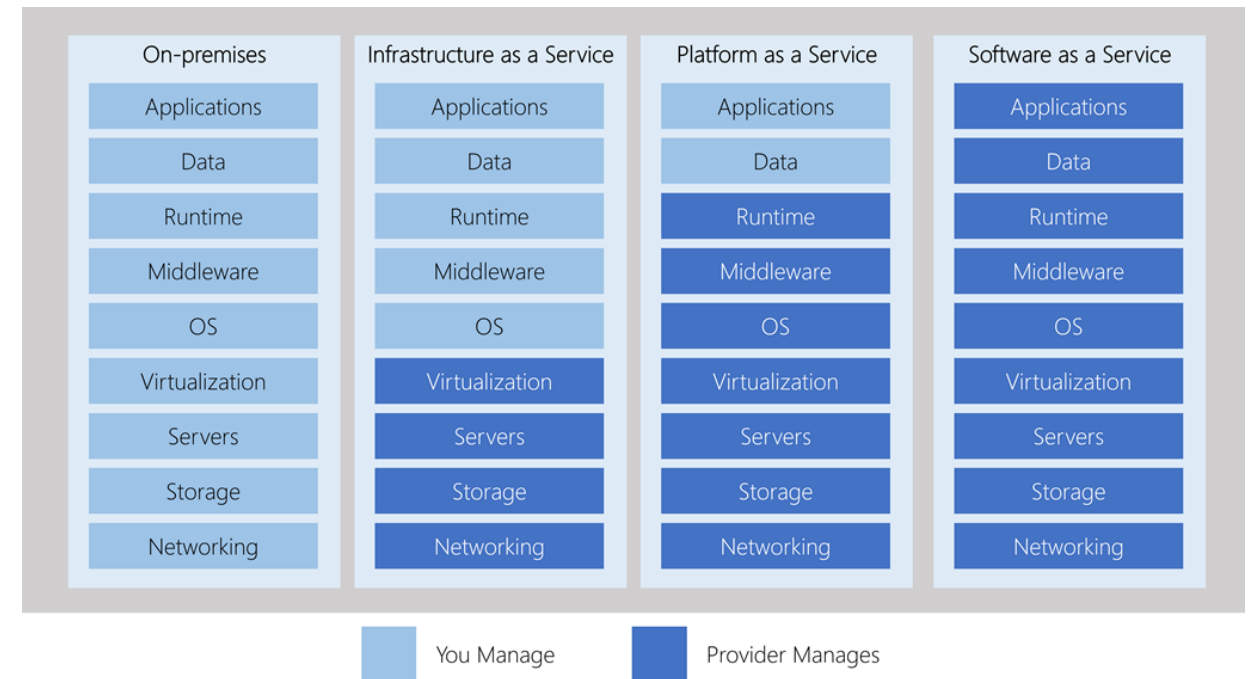 On-premises
Applications
Data
Runtime
Middleware
OS
Virtualization
Servers
Storage
Networking
Infrastructure as a Service
Applications
Data
Runtime
Middleware
OS
Virtualization
Servers
Storage
Networking
Platform as a Service
Applications
Data
Runtime
Middleware
OS
Virtualization
Servers
Storage
Networking
Software as a Service
Applications
Data
Runtime
Middleware
OS
Virtualization
Servers
Storage
Networking
You Manage
Provider Manages